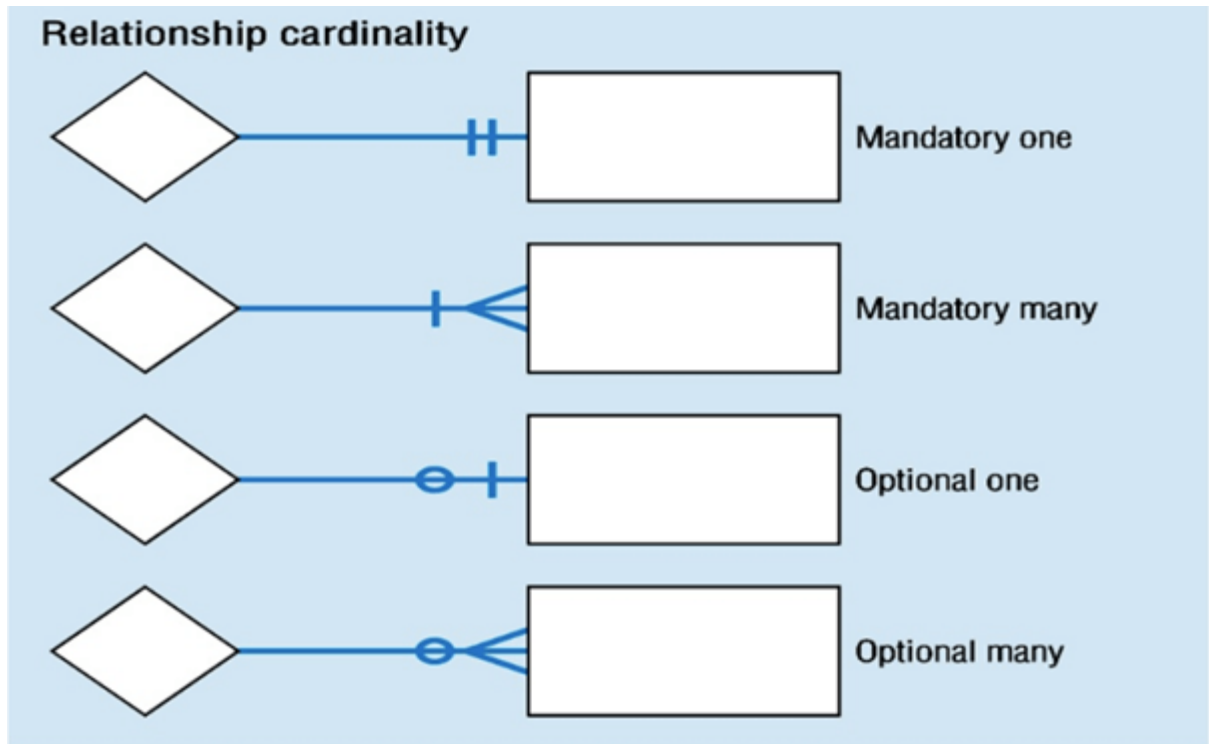 Relationship cardinality
Mandatory one
Mandatory many
Optional one
Optional many